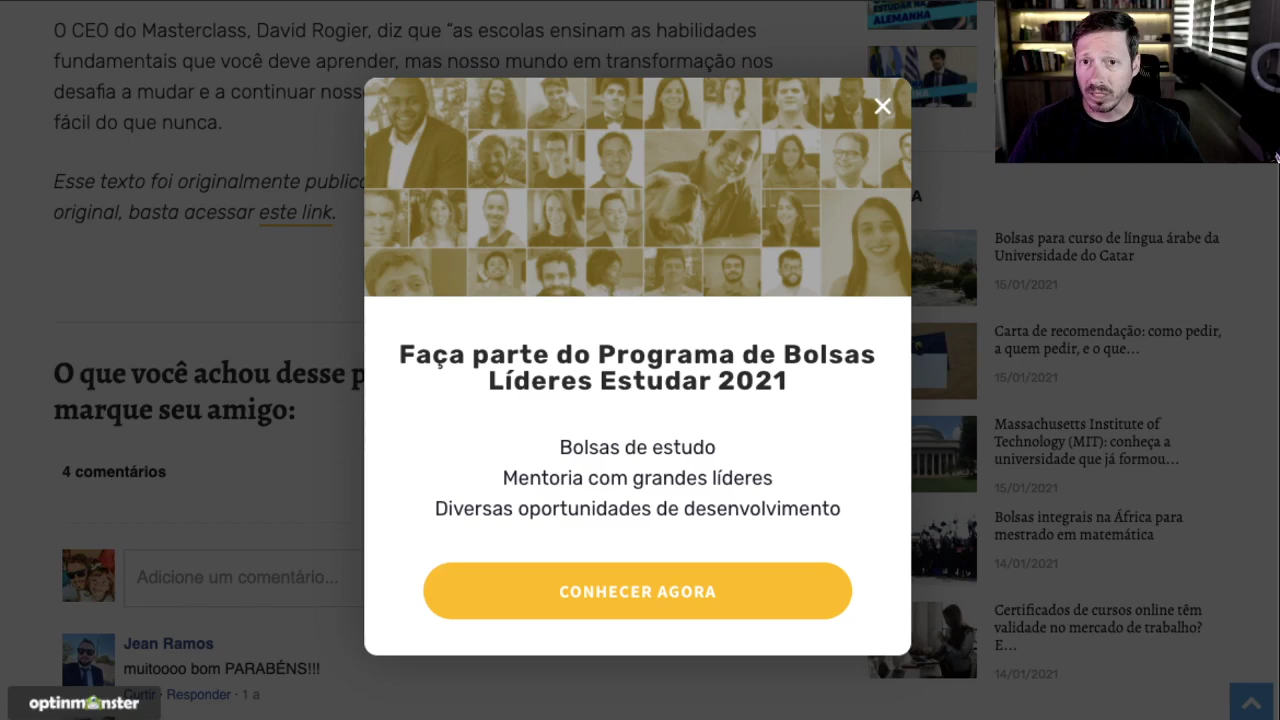 O CEO do Masterclass, David Rogier, diz que “as escolas ensinam as habilidades
fundamentais que você deve aprender, mas nosso mundo em transformação nos
desafia a mudar e a continuar
fácil do que nunca.
Esse texto foi originalmente
original, basta acessar este link.
O que você achou desse
marque seu amigo:
4 comentários
Adicione um comentário...
Jean Ramos
muitoooo bom PARABÉNS!!!
Curtir · Responder · 1 a
optinmonster
Faça parte do Programa de Bolsas
Líderes Estudar 2021
Bolsas de estudo
Mentoria com grandes líderes
Diversas oportunidades de desenvolvimento
CONHECER AGORA
ESTUDAR NA
ALEMANHA
A
Bolsas para curso de língua árabe da
Universidade do Catar
15/01/2021
Carta de recomendação: como pedir,
a quem pedir, e o que...
15/01/2021
Massachusetts Institute of
Technology (MIT): conheça a
universidade que já formou...
15/01/2021
Bolsas integrais na África para
mestrado em matemática
14/01/2021
Certificados de cursos online têm
validade no mercado de trabalho?
E...
14/01/2021